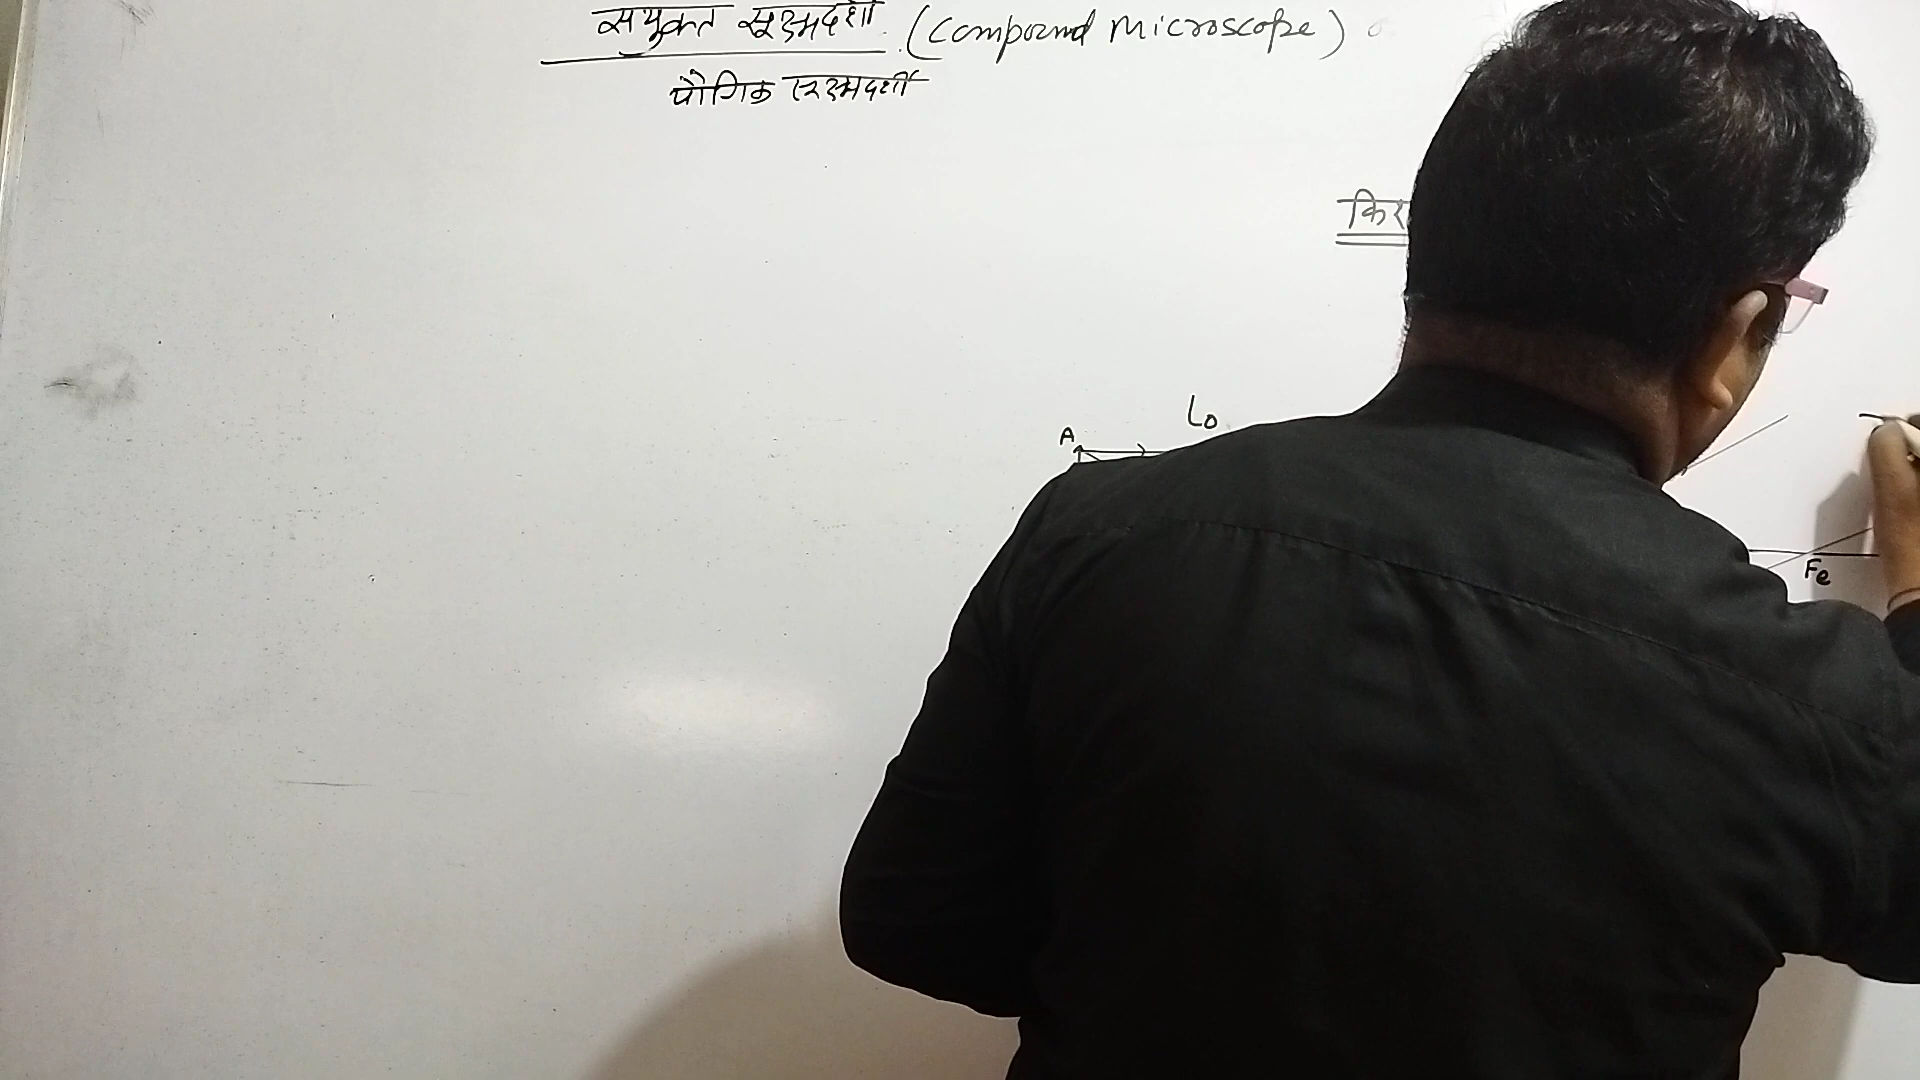 संयुक्त सूक्ष्मदर्शी (Compound Microscope)
यौगिक सूक्ष्मदर्शी
किर
Lo
A
Fe